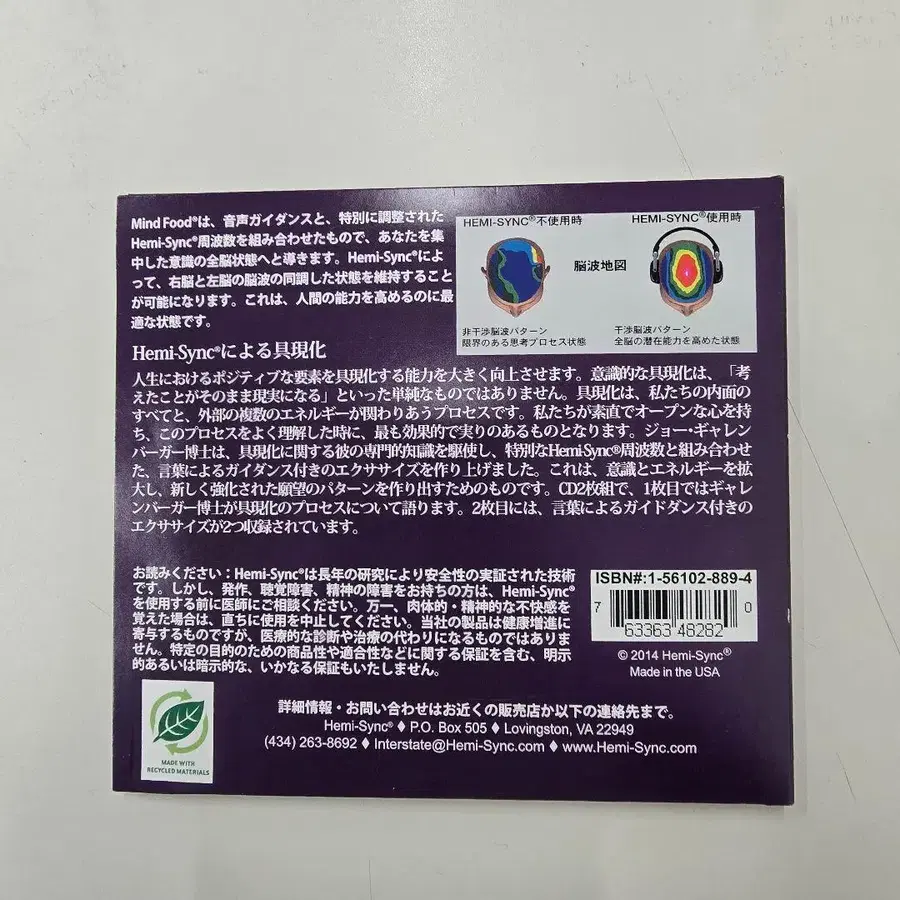 Mind Food®は、音声ガイダンスと、特別に調整された
Hemi-Sync®周波数を組み合わせたもので、あなたを集
中した意識の全脳状態へと導きます。Hemi-Sync®によ
って、右脳と左脳の脳波の同調した状態を維持すること
が可能になります。これは、人間の能力を高めるのに最
適な状態です。
HEMI-SYNC®不使用時
HEMI-SYNC®使用時
脳波地図
非干渉脳波パターン
限界のある思考プロセス状態
干渉脳波パターン
全脳の潜在能力を高めた状態
Hemi-Sync®による具現化
人生におけるポジティブな要素を具現化する能力を大きく向上させます。意識的な具現化は、「考
えたことがそのまま現実になる」といった単純なものではありません。具現化は、私たちの内面の
すべてと、外部の複数のエネルギーが関わりあうプロセスです。私たちが素直でオープンな心を持
ち、このプロセスをよく理解した時に、最も効果的で実りのあるものとなります。ジョー・ギャレン
バーガー博士は、具現化に関する彼の専門的知識を駆使し、特別なHemi-Sync®周波数と組み合わせ
た、言葉によるガイダンス付きのエクササイズを作り上げました。これは、意識とエネルギーを拡
大し、新しく強化された願望のパターンを作り出すためのものです。CD2枚組で、1枚目ではギャレ
ンバーガー博士が具現化のプロセスについて語ります。2枚目には、言葉によるガイドダンス付きの
エクササイズが2つ収録されています。
お読みください:Hemi-Sync®は長年の研究により安全性の実証された技術
です。しかし、発作、聴覚障害、精神の障害をお持ちの方は、Hemi-Sync®
を使用する前に医師にご相談ください。万一、肉体的・精神的な不快感を
覚えた場合は、直ちに使用を中止してください。当社の製品は健康増進に
寄与するものですが、医療的な診断や治療の代わりになるものではありま
せん。特定の目的のための商品性や適合性などに関する保証を含む、明示
的あるいは暗示的な、いかなる保証もいたしません。
ISBN#:1-56102-889-4
7 63363 48282 0
© 2014 Hemi-Sync®
Made in the USA
MADE WITH
RECYCLED MATERIALS
詳細情報・お問い合わせはお近くの販売店か以下の連絡先まで。
Hemi-Sync® ♦ P.O. Box 505 ♦ Lovingston, VA 22949
(434) 263-8692 ♦ Interstate@Hemi-Sync.com ♦ www.Hemi-Sync.com